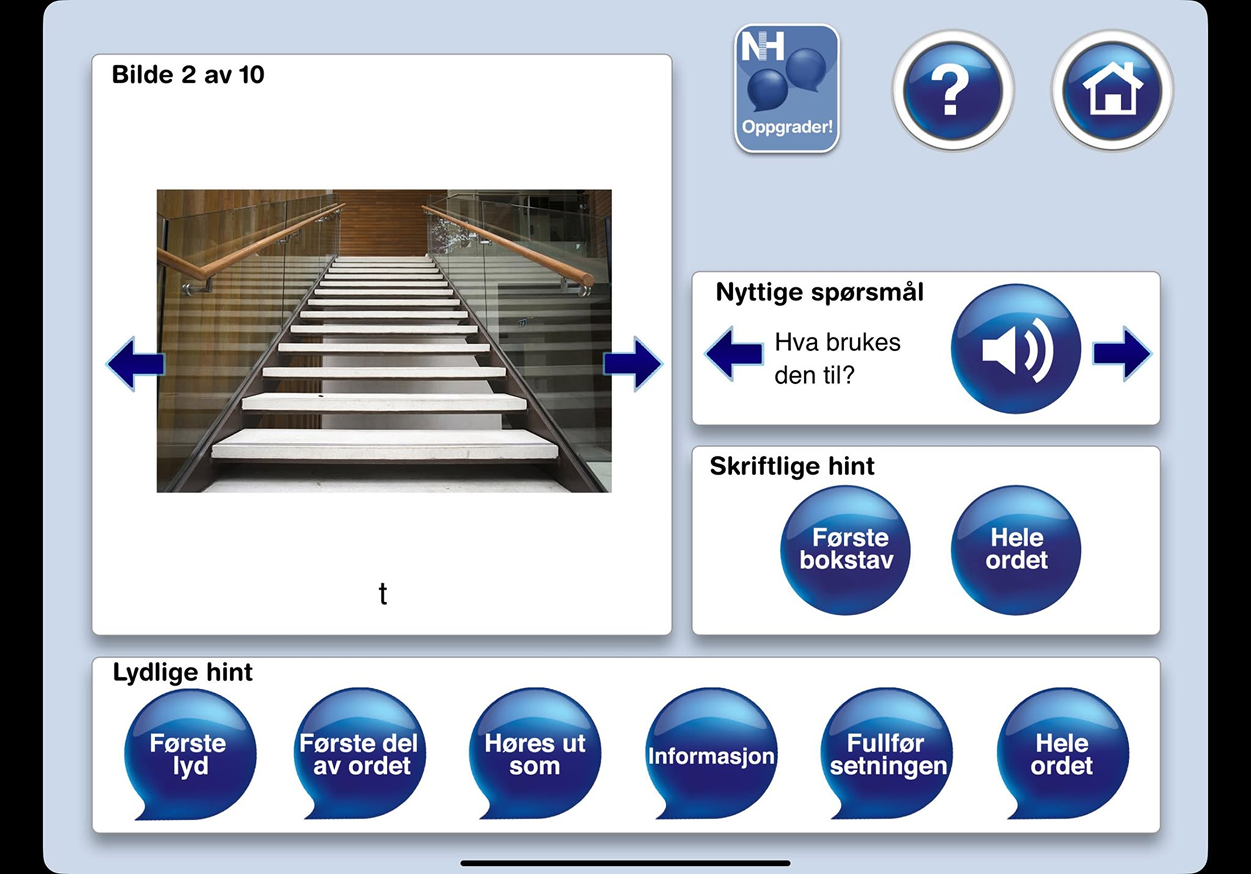 Bilde 2 av 10
t
NH
Oppgrader!
?
Nyttige spørsmål
Hva brukes
den til?
Skriftlige hint
Første
bokstav
Hele
ordet
Lydlige hint
Første
lyd
Første del
av ordet
Høres ut
som
Informasjon
Fullfør
setningen
Hele
ordet